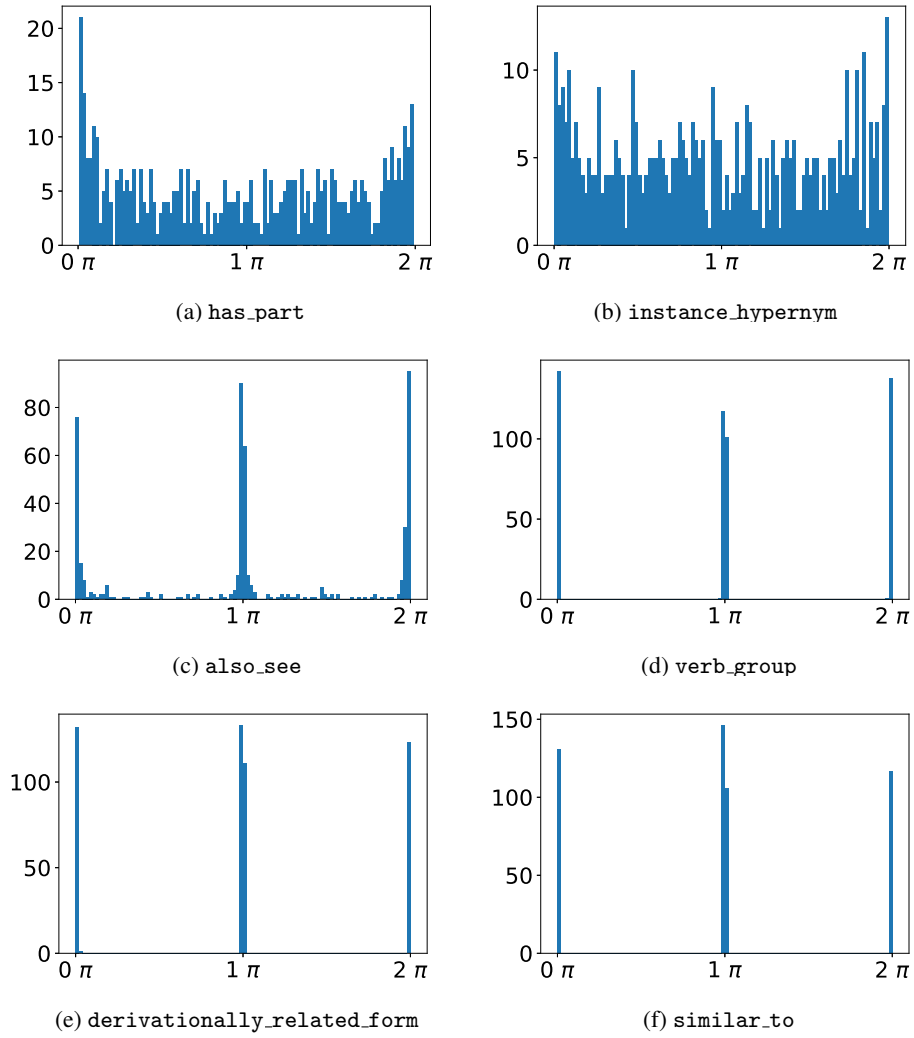 20
15
10
5
0
0 π
1 π
2 π
(a) has_part
10
5
0
0 π
1 π
2 π
(b) instance_hypernym
80
60
40
20
0
0 π
1 π
2 π
(c) also_see
100
50
0
0 π
1 π
2 π
(d) verb_group
100
50
0
0 π
1 π
2 π
(e) derivationally_related_form
150
100
50
0
0 π
1 π
2 π
(f) similar_to